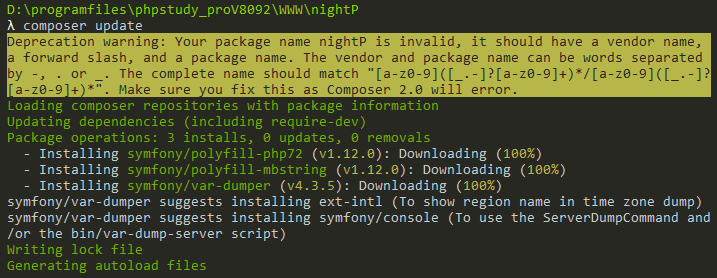 D:\programfiles\phpstudy_proV8092\WWW\nightP
λ composer update
Deprecation warning: Your package name nightP is invalid, it should have a vendor name,
a forward slash, and a package name. The vendor and package name can be words separated
by -, . or _. The complete name should match "[a-z0-9]([_.-]?[a-z0-9]+)*/[a-z0-9]([_.-]?
[a-z0-9]+)*". Make sure you fix this as Composer 2.0 will error.
Loading composer repositories with package information
Updating dependencies (including require-dev)
Package operations: 3 installs, 0 updates, 0 removals
  - Installing symfony/polyfill-php72 (v1.12.0): Downloading (100%)
  - Installing symfony/polyfill-mbstring (v1.12.0): Downloading (100%)
  - Installing symfony/var-dumper (v4.3.5): Downloading (100%)
symfony/var-dumper suggests installing ext-intl (To show region name in time zone dump)
symfony/var-dumper suggests installing symfony/console (To use the ServerDumpCommand and
/or the bin/var-dump-server script)
Writing lock file
Generating autoload files